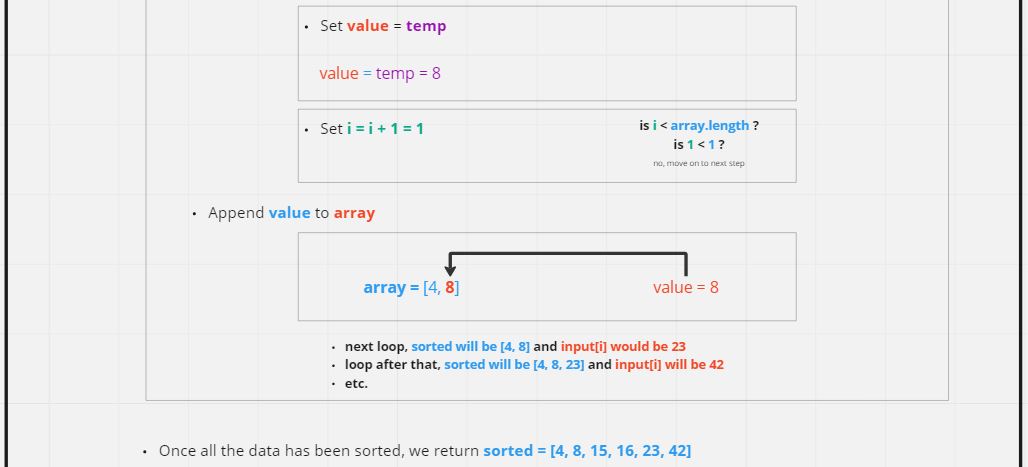 • Set value = temp
value = temp = 8
• Set i = i + 1 = 1
is i < array.length ?
is 1 < 1 ?
no, move on to next step
• Append value to array
array = [4, 8]
value = 8
• next loop, sorted will be [4, 8] and input[i] would be 23
• loop after that, sorted will be [4, 8, 23] and input[i] will be 42
• etc.
• Once all the data has been sorted, we return sorted = [4, 8, 15, 16, 23, 42]